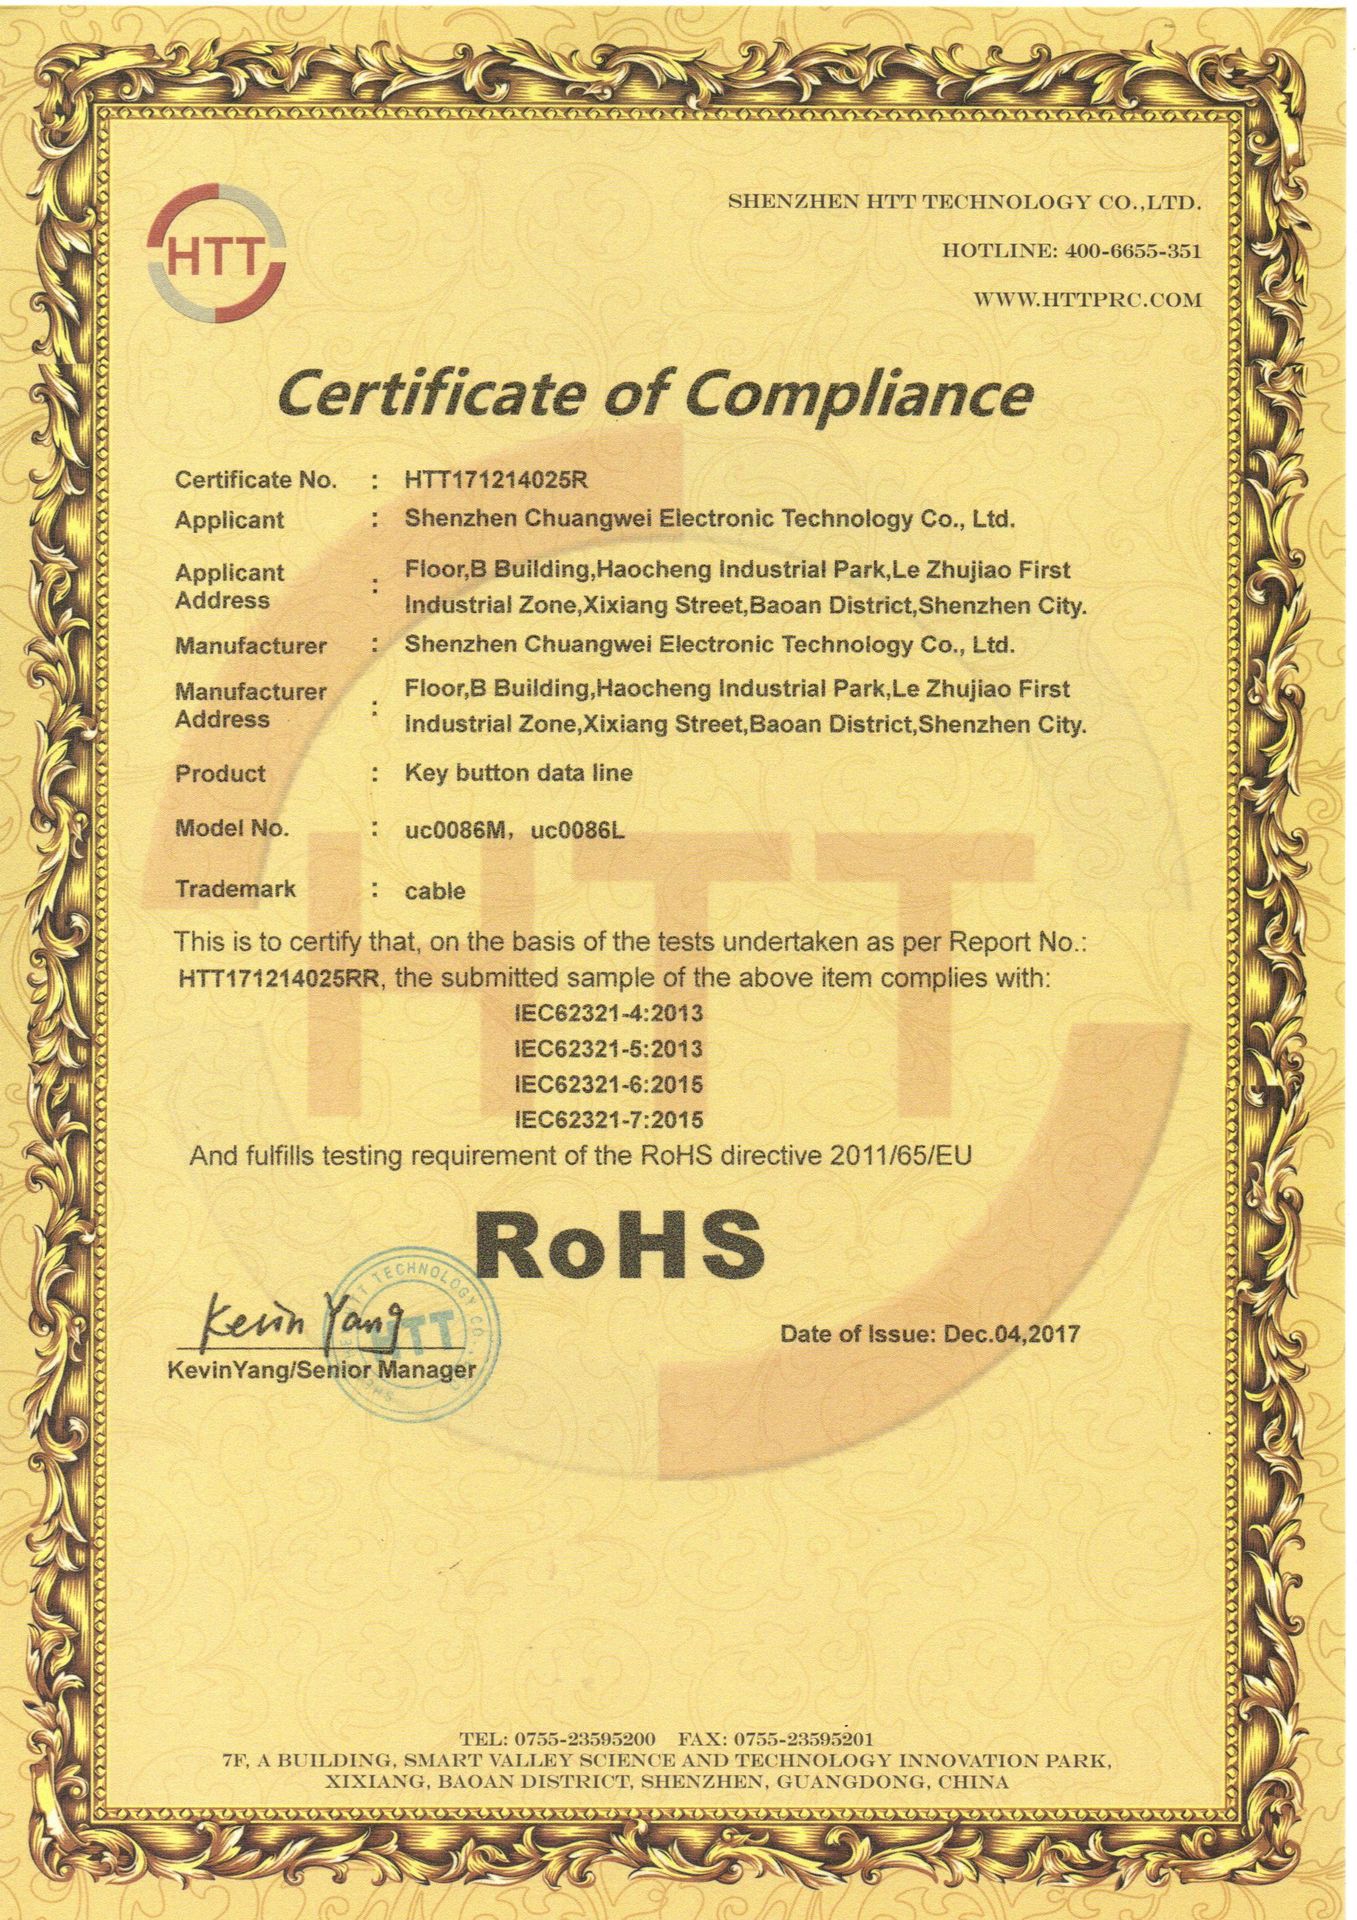 HTT
SHENZHEN HTT TECHNOLOGY CO.,LTD.
HOTLINE: 400-6655-351
WWW.HTTPRC.COM
Certificate of Compliance
Certificate No. : HTT171214025R
Applicant : Shenzhen Chuangwei Electronic Technology Co., Ltd.
Applicant Address : Floor,B Building,Haocheng Industrial Park,Le Zhujiao First
Industrial Zone,Xixiang Street,Baoan District,Shenzhen City.
Manufacturer : Shenzhen Chuangwei Electronic Technology Co., Ltd.
Manufacturer Address : Floor,B Building,Haocheng Industrial Park,Le Zhujiao First
Industrial Zone,Xixiang Street,Baoan District,Shenzhen City.
Product : Key button data line
Model No. : uc0086M, uc0086L
Trademark : cable
This is to certify that, on the basis of the tests undertaken as per Report No.:
HTT171214025RR, the submitted sample of the above item complies with:
IEC62321-4:2013
IEC62321-5:2013
IEC62321-6:2015
IEC62321-7:2015
And fulfills testing requirement of the RoHS directive 2011/65/EU
RoHS
Kevin Yang
HTT TECHNOLOGY CO.
HTT
KevinYang/Senior Manager
Date of Issue: Dec.04,2017
TEL: 0755-23595200 FAX: 0755-23595201
7F, A BUILDING, SMART VALLEY SCIENCE AND TECHNOLOGY INNOVATION PARK,
XIXIANG, BAOAN DISTRICT, SHENZHEN, GUANGDONG, CHINA